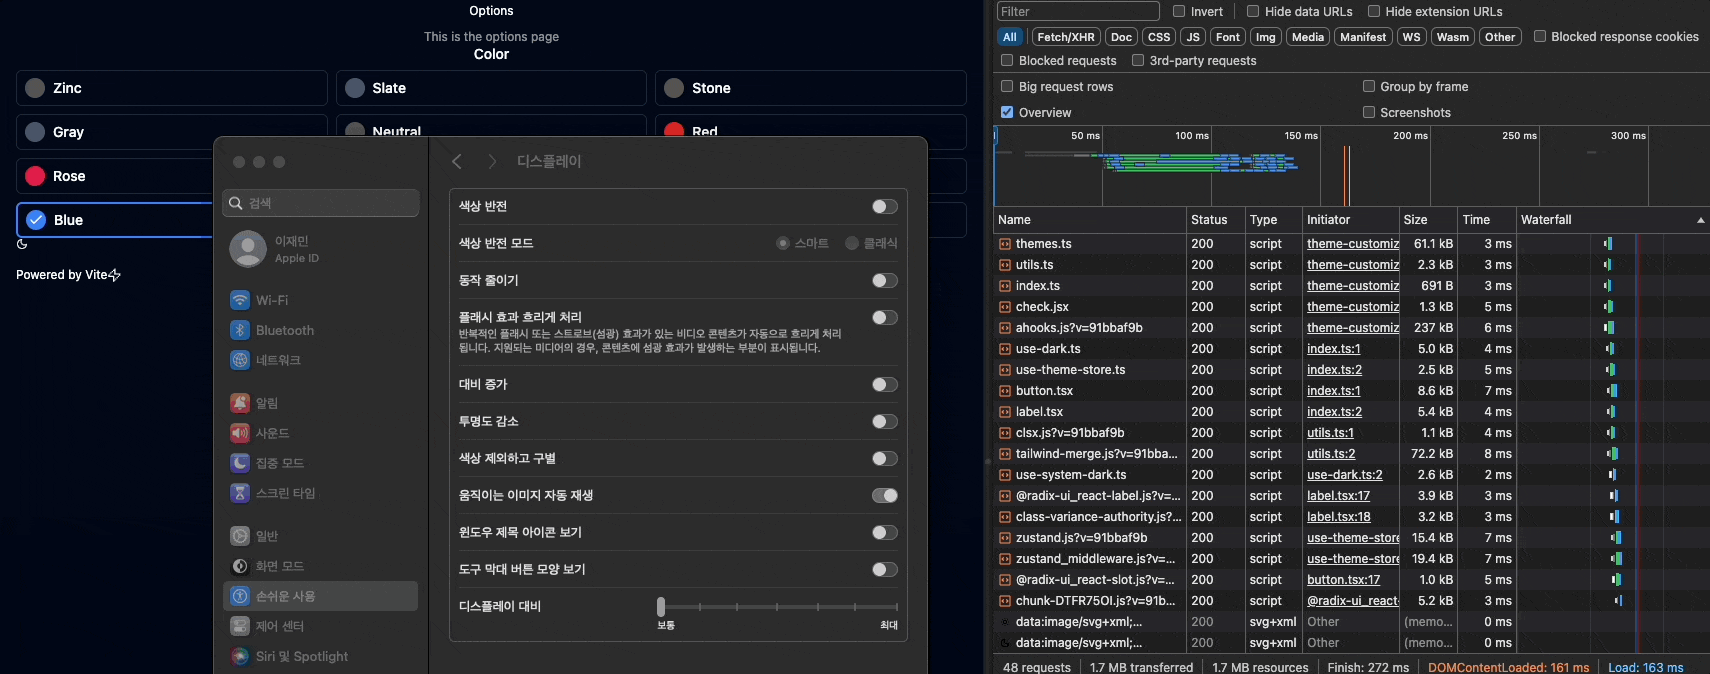 Options
This is the options page
Color
Zinc
Slate
Stone
Gray
Neutral
Red
Rose
Blue
Powered by Vite
디스플레이
검색
이재민
Apple ID
Wi-Fi
Bluetooth
네트워크
알림
사운드
집중 모드
스크린 타임
일반
화면 모드
손쉬운 사용
제어 센터
Siri 및 Spotlight
색상 반전
색상 반전 모드
스마트
클래식
동작 줄이기
플래시 효과 흐리게 처리
반복적인 플래시 또는 스트로브(섬광) 효과가 있는 비디오 콘텐츠가 자동으로 흐리게 처리
됩니다. 지원되는 미디어의 경우, 콘텐츠에 섬광 효과가 발생하는 부분이 표시됩니다.
대비 증가
투명도 감소
색상 제외하고 구별
움직이는 이미지 자동 재생
윈도우 제목 아이콘 보기
도구 막대 버튼 모양 보기
디스플레이 대비
보통
최대
Filter
Invert
Hide data URLs
Hide extension URLs
All
Fetch/XHR
Doc
CSS
JS
Font
Img
Media
Manifest
WS
Wasm
Other
Blocked response cookies
Blocked requests
3rd-party requests
Big request rows
Group by frame
Overview
Screenshots
50 ms
100 ms
150 ms
200 ms
250 ms
300 ms
Name Status Type Initiator Size Time Waterfall
themes.ts 200 script theme-customiz 61.1 kB 3 ms
utils.ts 200 script theme-customiz 2.3 kB 3 ms
index.ts 200 script theme-customiz 691 B 3 ms
check.jsx 200 script theme-customiz 1.3 kB 5 ms
ahooks.js?v=91bbaf9b 200 script theme-customiz 237 kB 6 ms
use-dark.ts 200 script index.ts:1 5.0 kB 4 ms
use-theme-store.ts 200 script index.ts:2 2.5 kB 5 ms
button.tsx 200 script index.ts:1 8.6 kB 7 ms
label.tsx 200 script index.ts:2 5.4 kB 4 ms
clsx.js?v=91bbaf9b 200 script utils.ts:1 1.1 kB 4 ms
tailwind-merge.js?v=91bba... 200 script utils.ts:2 72.2 kB 8 ms
use-system-dark.ts 200 script use-dark.ts:2 2.6 kB 2 ms
@radix-ui_react-label.js?v=... 200 script label.tsx:17 3.9 kB 3 ms
class-variance-authority.js?... 200 script label.tsx:18 3.2 kB 3 ms
zustand.js?v=91bbaf9b 200 script use-theme-store 15.4 kB 7 ms
zustand_middleware.js?v=... 200 script use-theme-store 19.4 kB 7 ms
@radix-ui_react-slot.js?v=... 200 script button.tsx:17 1.0 kB 5 ms
chunk-DTFR75OI.js?v=91b... 200 script @radix-ui_react- 5.2 kB 3 ms
data:image/svg+xml;... 200 svg+xml Other (memo... 0 ms
data:image/svg+xml;... 200 svg+xml Other (memo... 0 ms
48 requests 1.7 MB transferred 1.7 MB resources Finish: 272 ms DOMContentLoaded: 161 ms Load: 163 ms